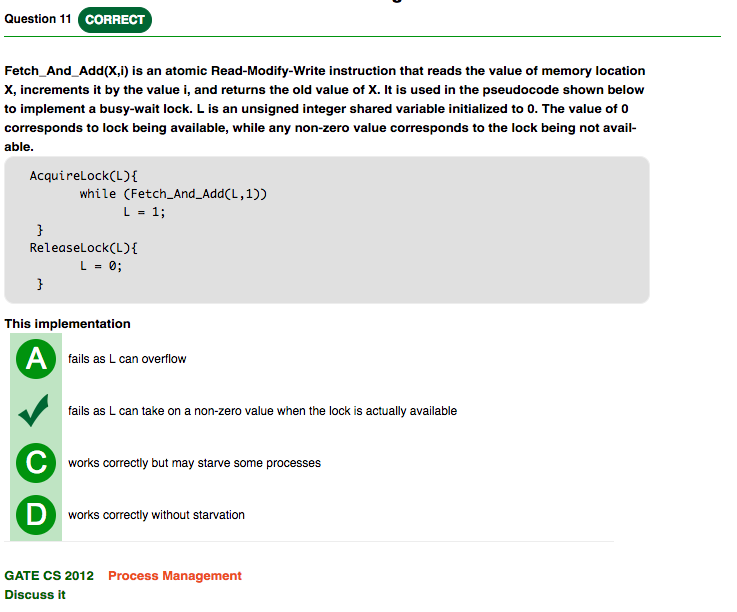 Question 11 CORRECT
Fetch_And_Add(X,i) is an atomic Read-Modify-Write instruction that reads the value of memory location
X, increments it by the value i, and returns the old value of X. It is used in the pseudocode shown below
to implement a busy-wait lock. L is an unsigned integer shared variable initialized to 0. The value of 0
corresponds to lock being available, while any non-zero value corresponds to the lock being not avail-
able.
AcquireLock(L){
while (Fetch_And_Add(L,1))
L = 1;
}
ReleaseLock(L){
L = 0;
}
This implementation
A fails as L can overflow
fails as L can take on a non-zero value when the lock is actually available
C works correctly but may starve some processes
D works correctly without starvation
GATE CS 2012 Process Management
Discuss it